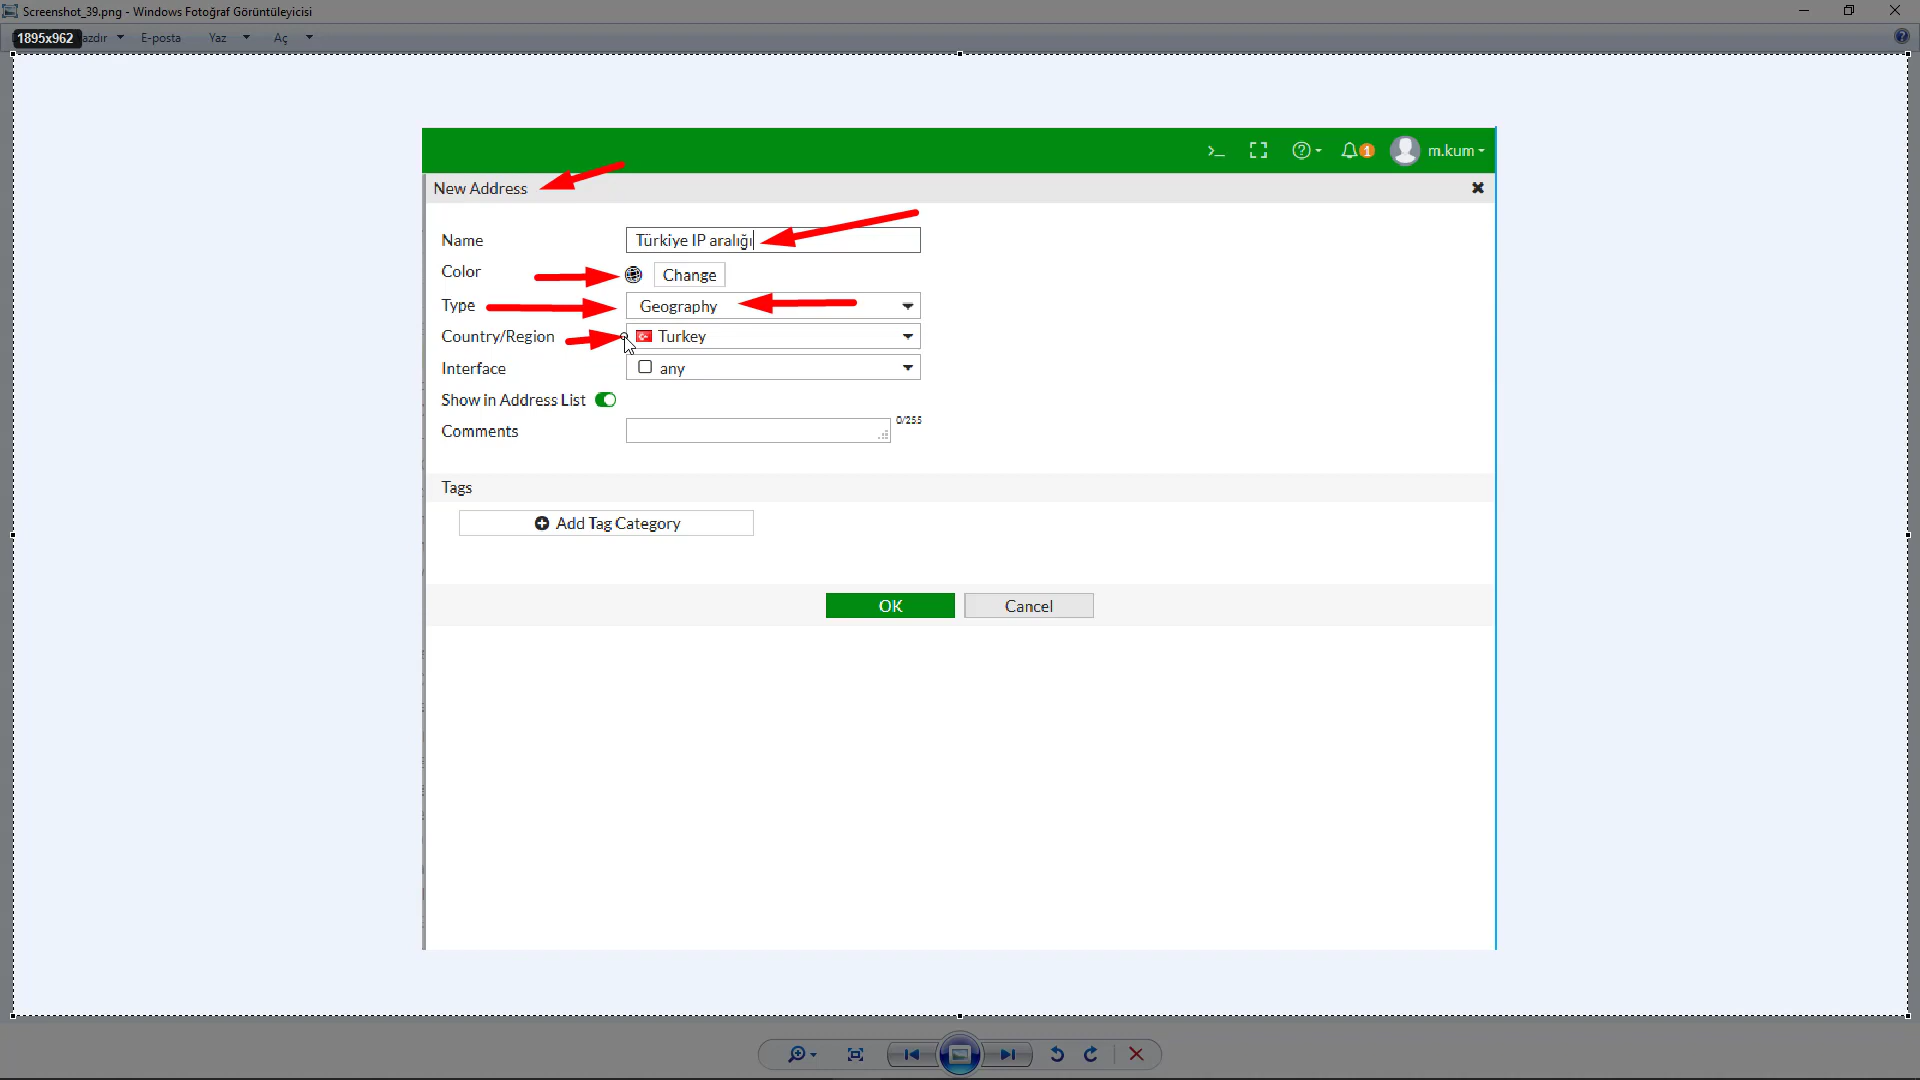 Screenshot_39.png - Windows Fotoğraf Görüntüleyicisi
1895x962 azdır E-posta Yaz Aç
1 m.kum
New Address
Name Türkiye IP aralığı
Color Change
Type Geography
Country/Region Turkey
Interface any
Show in Address List
Comments 0/255
Tags
Add Tag Category
OK Cancel